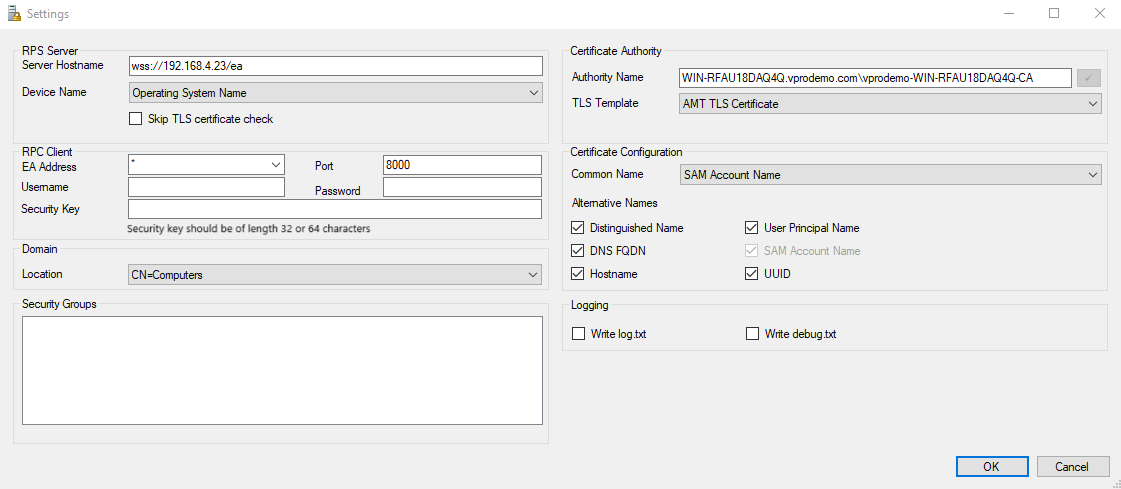 Settings
RPS Server
Server Hostname
wss://192.168.4.23/ea
Device Name
Operating System Name
Skip TLS certificate check
RPC Client
EA Address
*
Port
8000
Username
Password
Security Key
Security key should be of length 32 or 64 characters
Domain
Location
CN=Computers
Security Groups
Certificate Authority
Authority Name
WIN-RFAU18DAQ4Q.vprodemo.com\vprodemo-WIN-RFAU18DAQ4Q-CA
TLS Template
AMT TLS Certificate
Certificate Configuration
Common Name
SAM Account Name
Alternative Names
Distinguished Name
User Principal Name
DNS FQDN
SAM Account Name
Hostname
UUID
Logging
Write log.txt
Write debug.txt
OK
Cancel